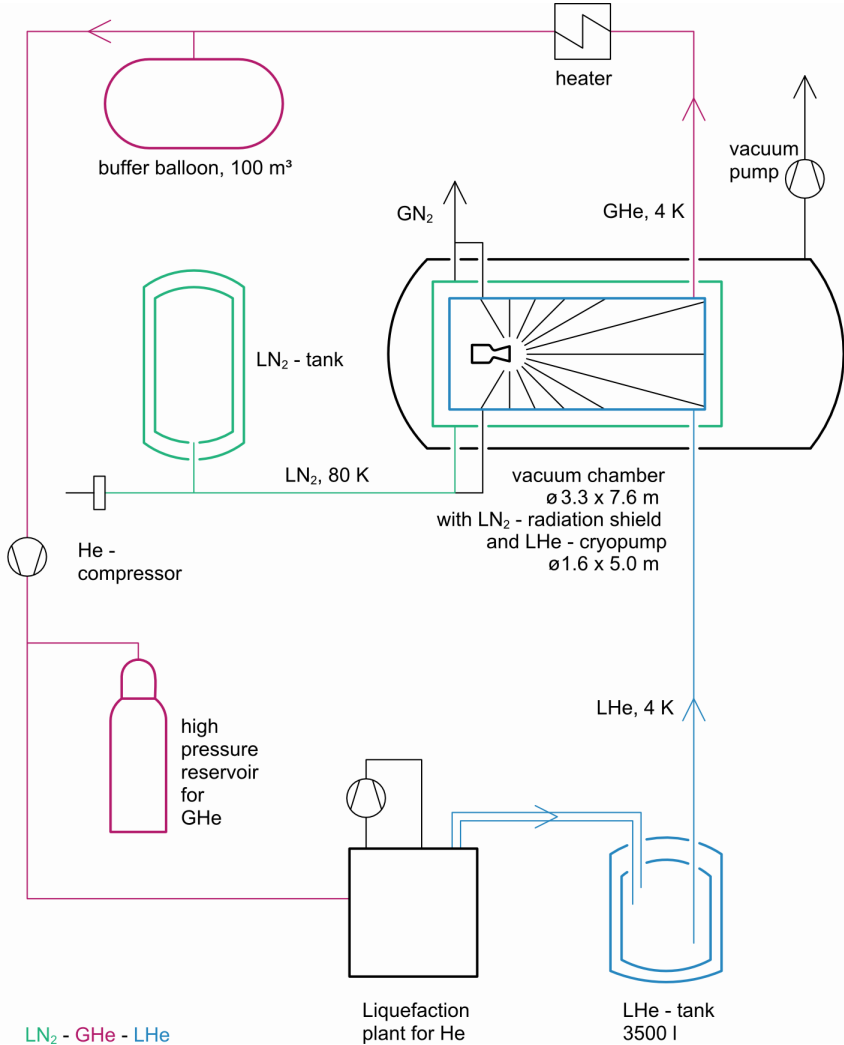 heater
buffer balloon, 100 m³
vacuum
pump
GN₂
GHe, 4 K
LN₂ - tank
LN₂, 80 K
vacuum chamber
ø 3.3 x 7.6 m
with LN₂ - radiation shield
and LHe - cryopump
ø1.6 x 5.0 m
He -
compressor
LHe, 4 K
high
pressure
reservoir
for
GHe
Liquefaction
plant for He
LHe - tank
3500 l
LN₂ - GHe - LHe